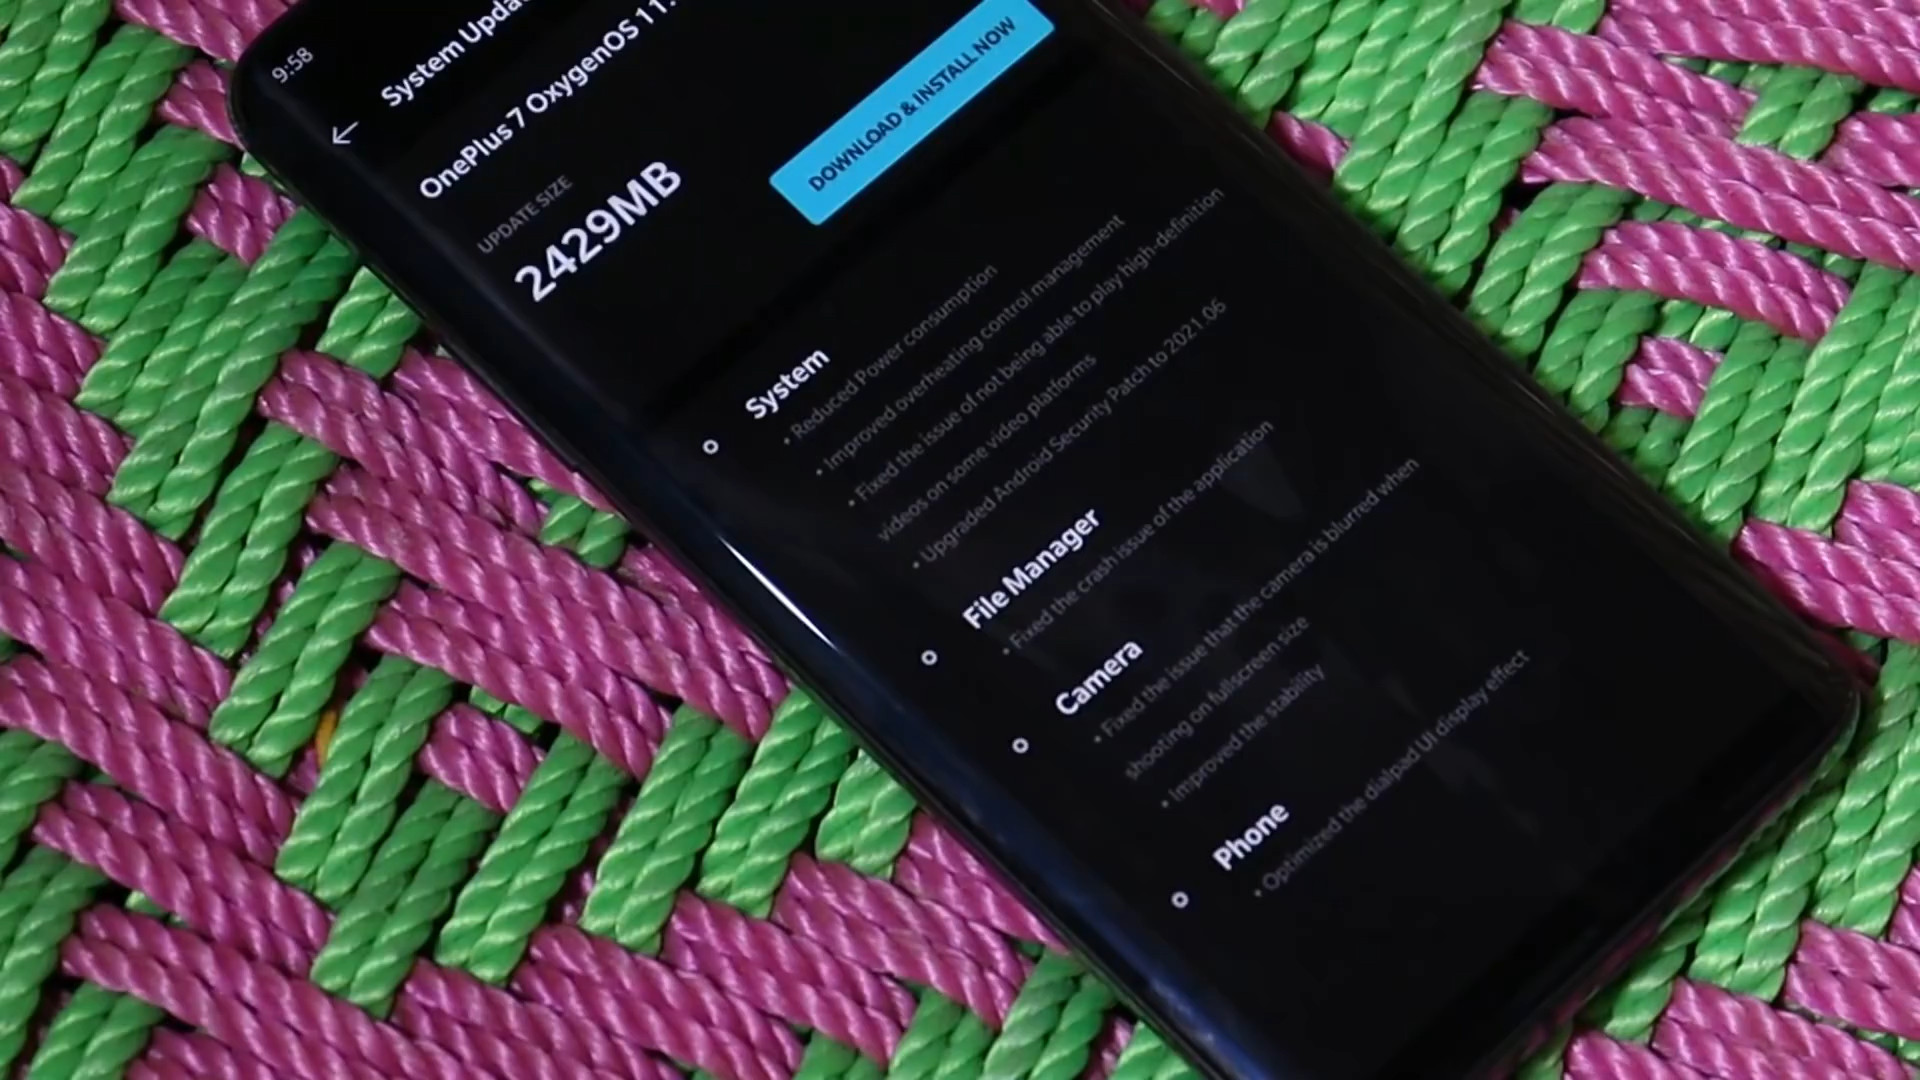 9:58
System Upda
OnePlus 7 OxygenOS 11.
UPDATE SIZE
2429MB
DOWNLOAD & INSTALL NOW
System
• Reduced Power consumption
• Improved overheating control management
• Fixed the issue of not being able to play high-definition
videos on some video platforms
• Upgraded Android Security Patch to 2021.06
File Manager
• Fixed the crash issue of the application
Camera
• Fixed the issue that the camera is blurred when
shooting on fullscreen size
• Improved the stability
Phone
• Optimized the dialpad UI display effect